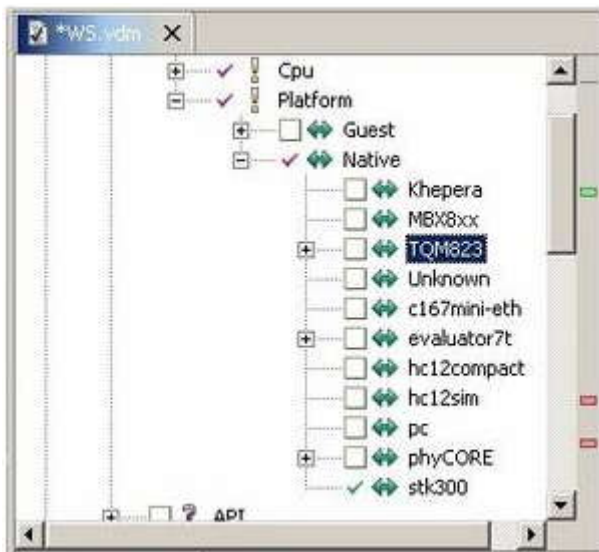 *WS.vdm
Cpu
Platform
Guest
Native
Khepera
MBX8xx
TQM823
Unknown
c167mini-eth
evaluator7t
hc12compact
hc12sim
pc
phyCORE
stk300
API